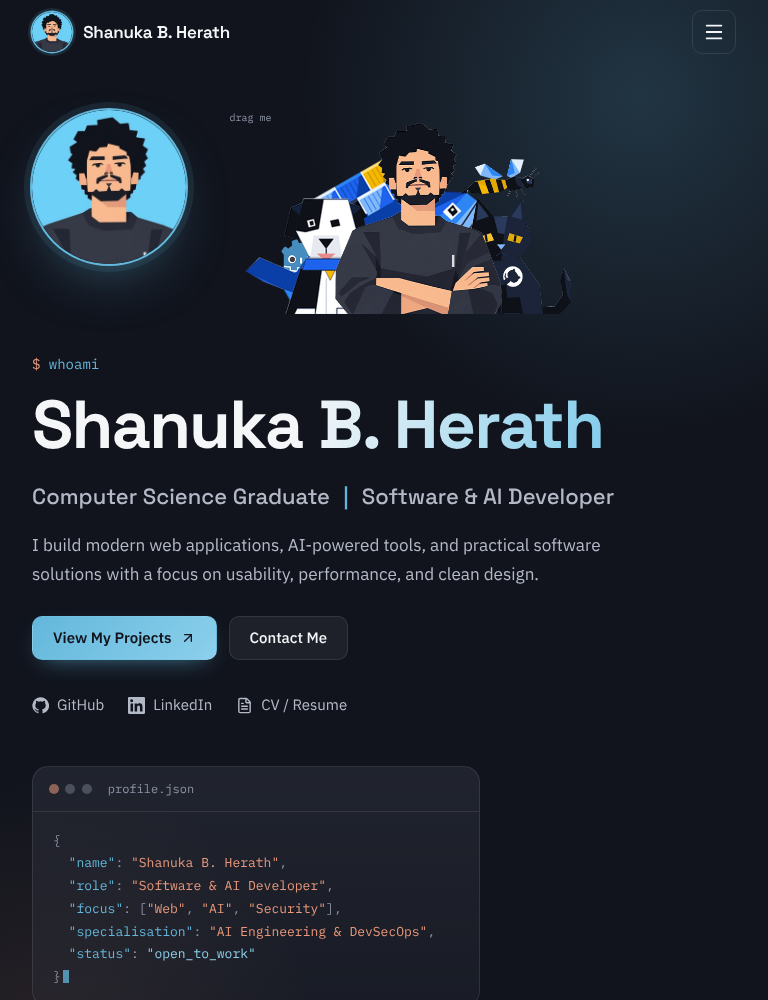 Shanuka B. Herath
drag me
$ whoami
Shanuka B. Herath
Computer Science Graduate | Software & AI Developer
I build modern web applications, AI-powered tools, and practical software
solutions with a focus on usability, performance, and clean design.
View My Projects
Contact Me
GitHub LinkedIn CV / Resume
profile.json
{
"name": "Shanuka B. Herath",
"role": "Software & AI Developer",
"focus": ["Web", "AI", "Security"],
"specialisation": "AI Engineering & DevSecOps",
"status": "open_to_work"
}